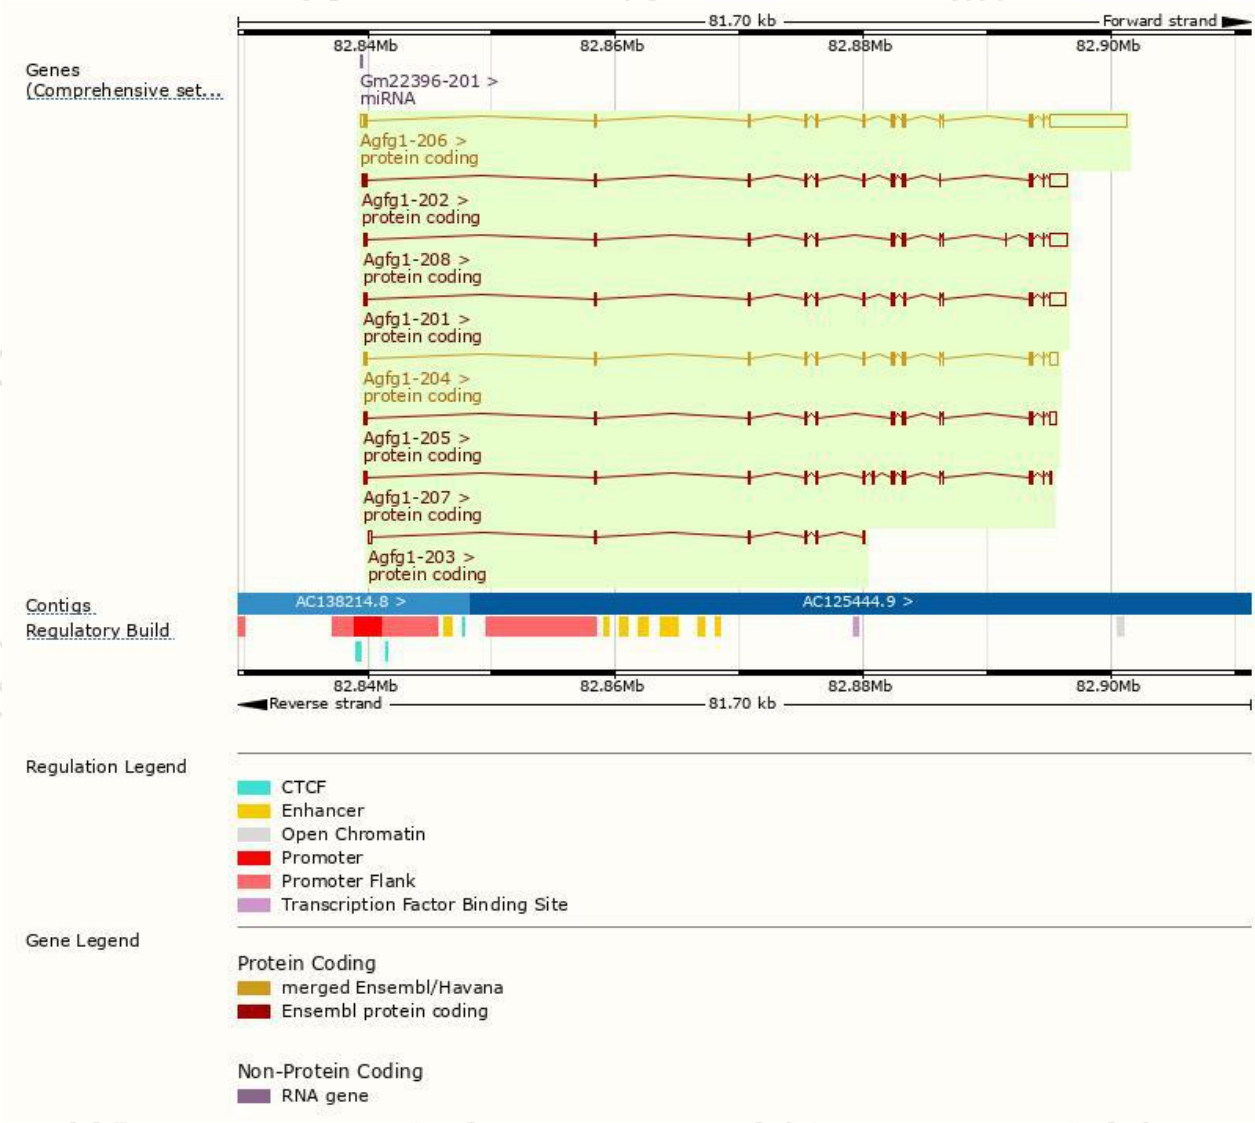 81.70 kb Forward strand
82.84Mb 82.86Mb 82.88Mb 82.90Mb
Genes
(Comprehensive set...
Gm22396-201 >
miRNA
Agfg1-206 >
protein coding
Agfg1-202 >
protein coding
Agfg1-208 >
protein coding
Agfg1-201 >
protein coding
Agfg1-204 >
protein coding
Agfg1-205 >
protein coding
Agfg1-207 >
protein coding
Agfg1-203 >
protein coding
Contigs AC138214.8 > AC125444.9 >
Regulatory Build
82.84Mb 82.86Mb 82.88Mb 82.90Mb
Reverse strand 81.70 kb
Regulation Legend
CTCF
Enhancer
Open Chromatin
Promoter
Promoter Flank
Transcription Factor Binding Site
Gene Legend
Protein Coding
merged Ensembl/Havana
Ensembl protein coding
Non-Protein Coding
RNA gene